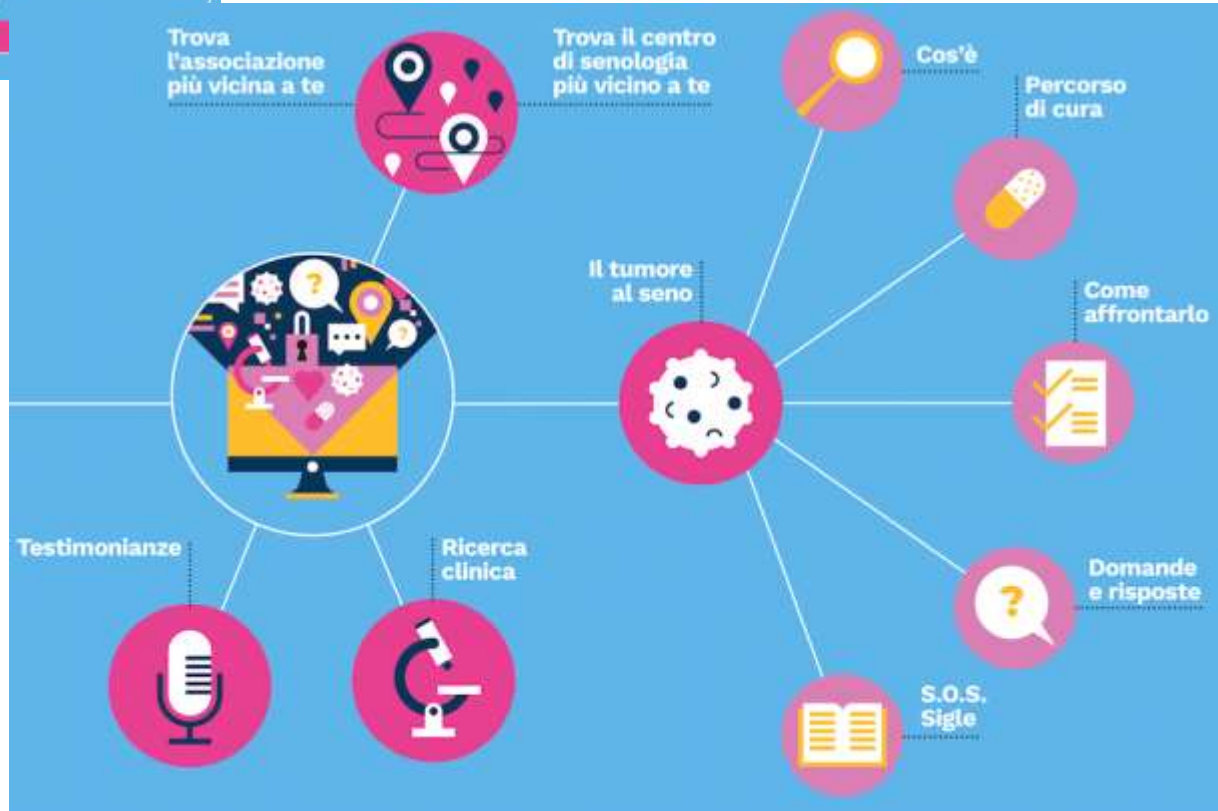 Trova
l'associazione
più vicina a te
Trova il centro
di senologia
più vicino a te
Cos'è
Percorso
di cura
Il tumore
al seno
Come
affrontarlo
Testimonianze
Ricerca
clinica
Domande
e risposte
S.O.S.
Sigle
?
?
?